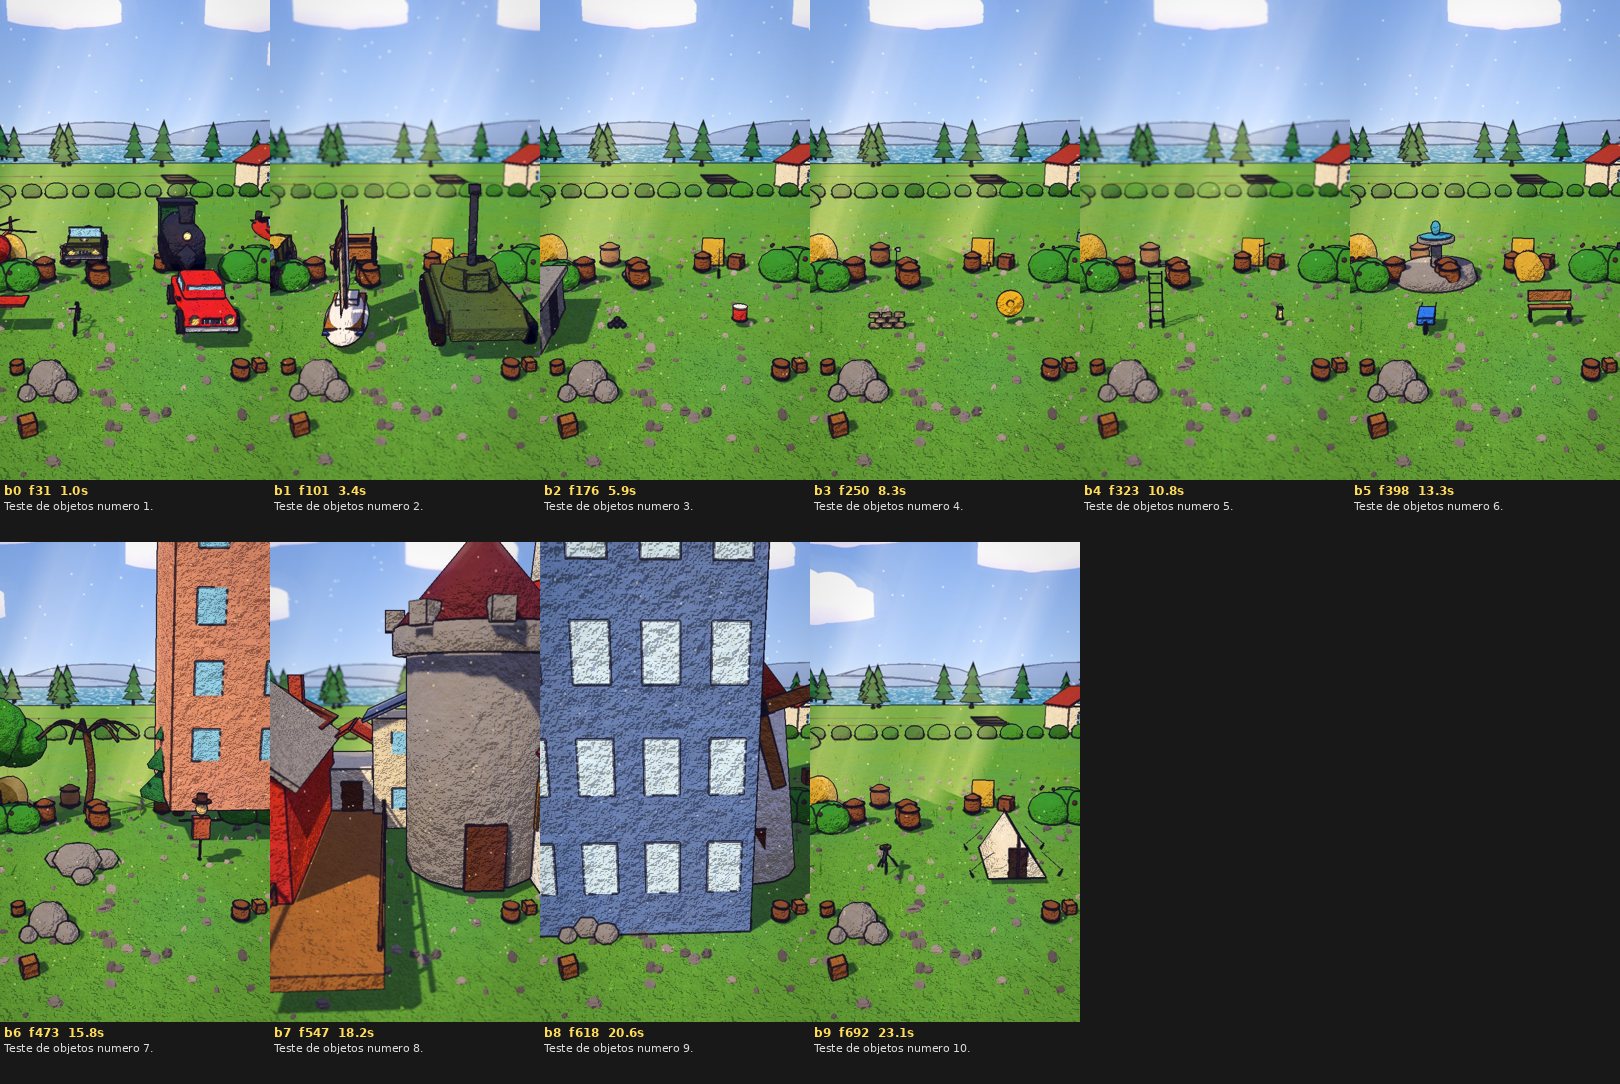 b0 f31 1.0s
Teste de objetos numero 1.
b1 f101 3.4s
Teste de objetos numero 2.
b2 f176 5.9s
Teste de objetos numero 3.
b3 f250 8.3s
Teste de objetos numero 4.
b4 f323 10.8s
Teste de objetos numero 5.
b5 f398 13.3s
Teste de objetos numero 6.
b6 f473 15.8s
Teste de objetos numero 7.
b7 f547 18.2s
Teste de objetos numero 8.
b8 f618 20.6s
Teste de objetos numero 9.
b9 f692 23.1s
Teste de objetos numero 10.